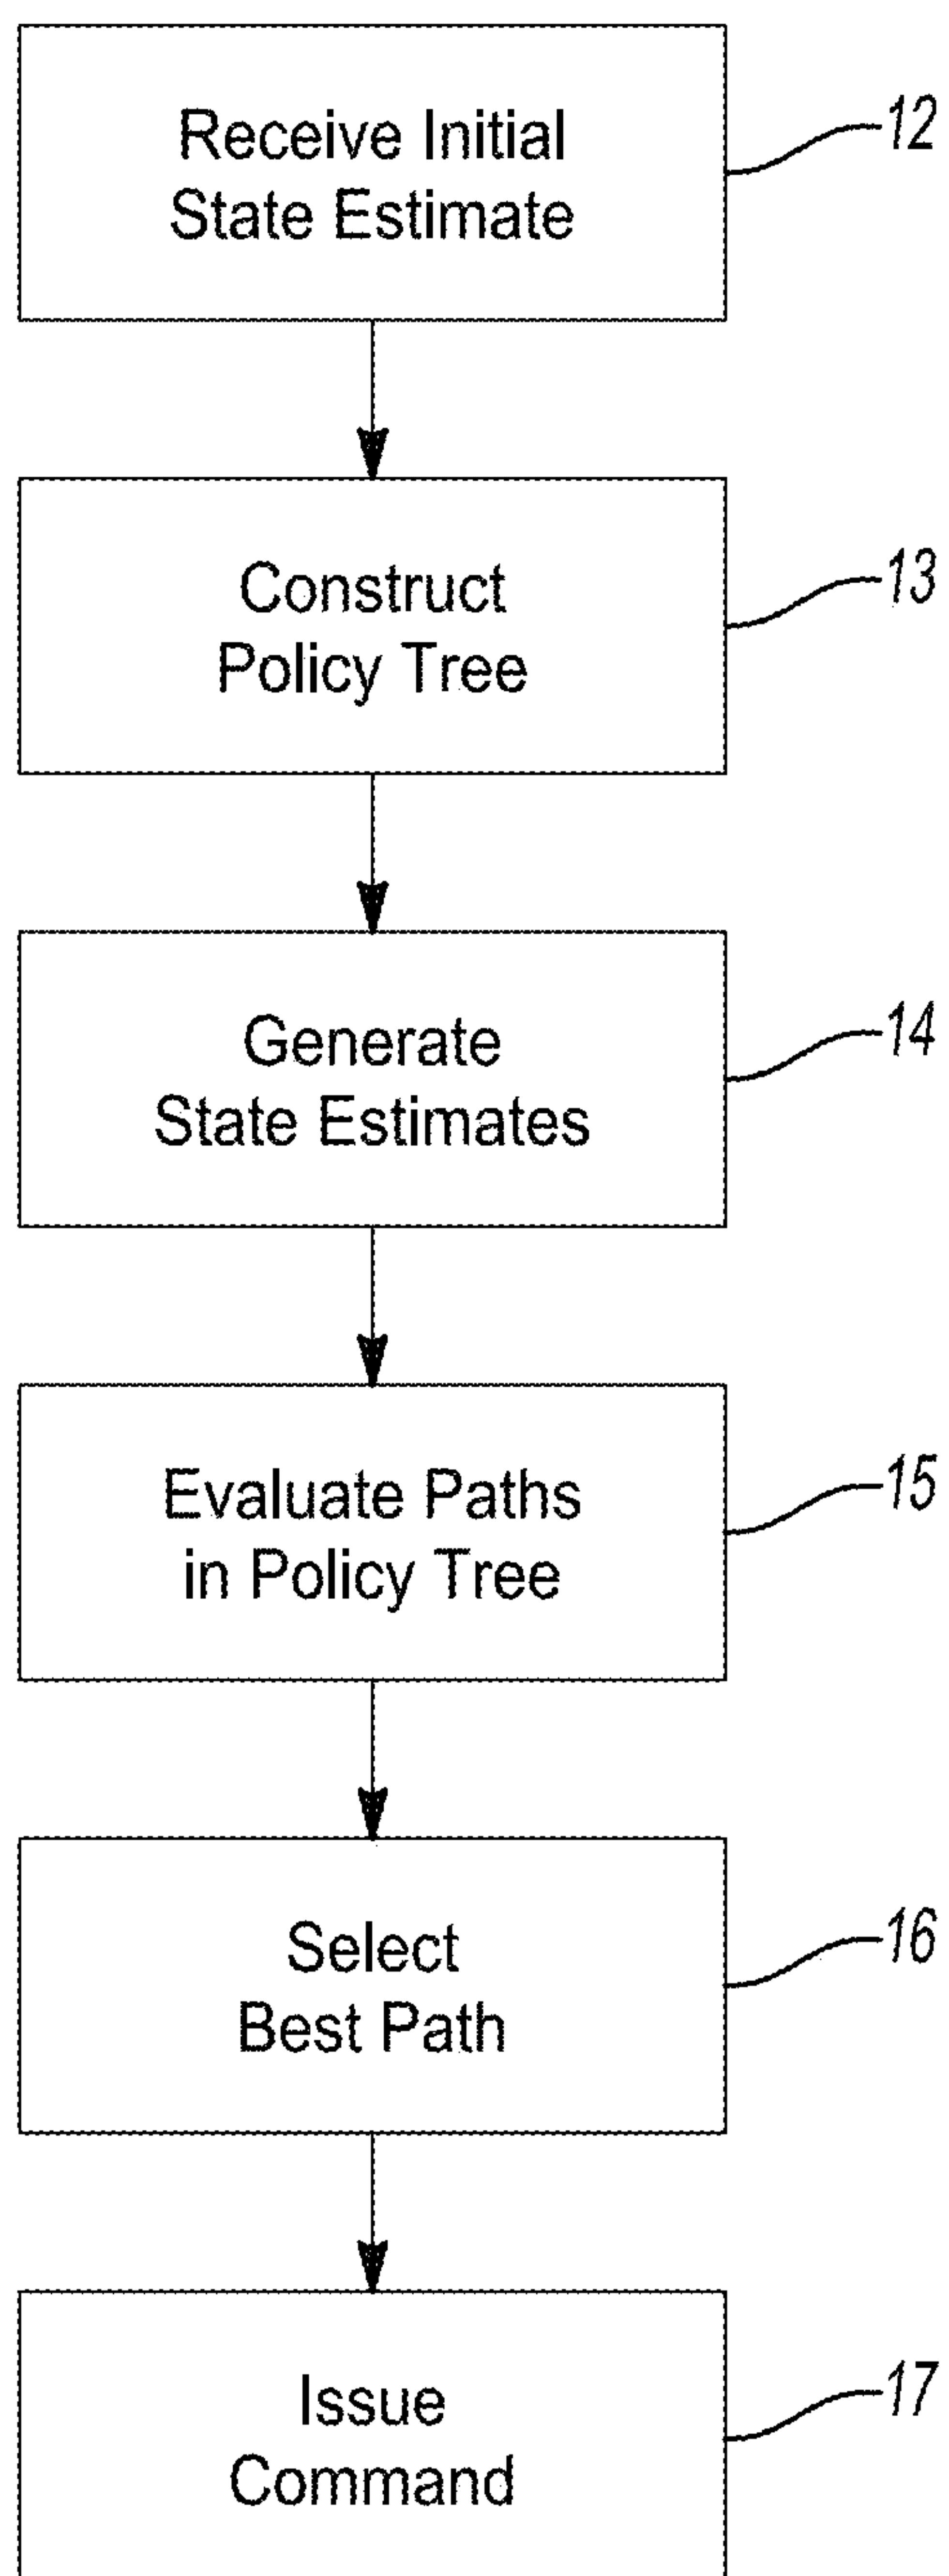 Receive Initial
State Estimate
12
Construct
Policy Tree
13
Generate
State Estimates
14
Evaluate Paths
in Policy Tree
15
Select
Best Path
16
Issue
Command
17